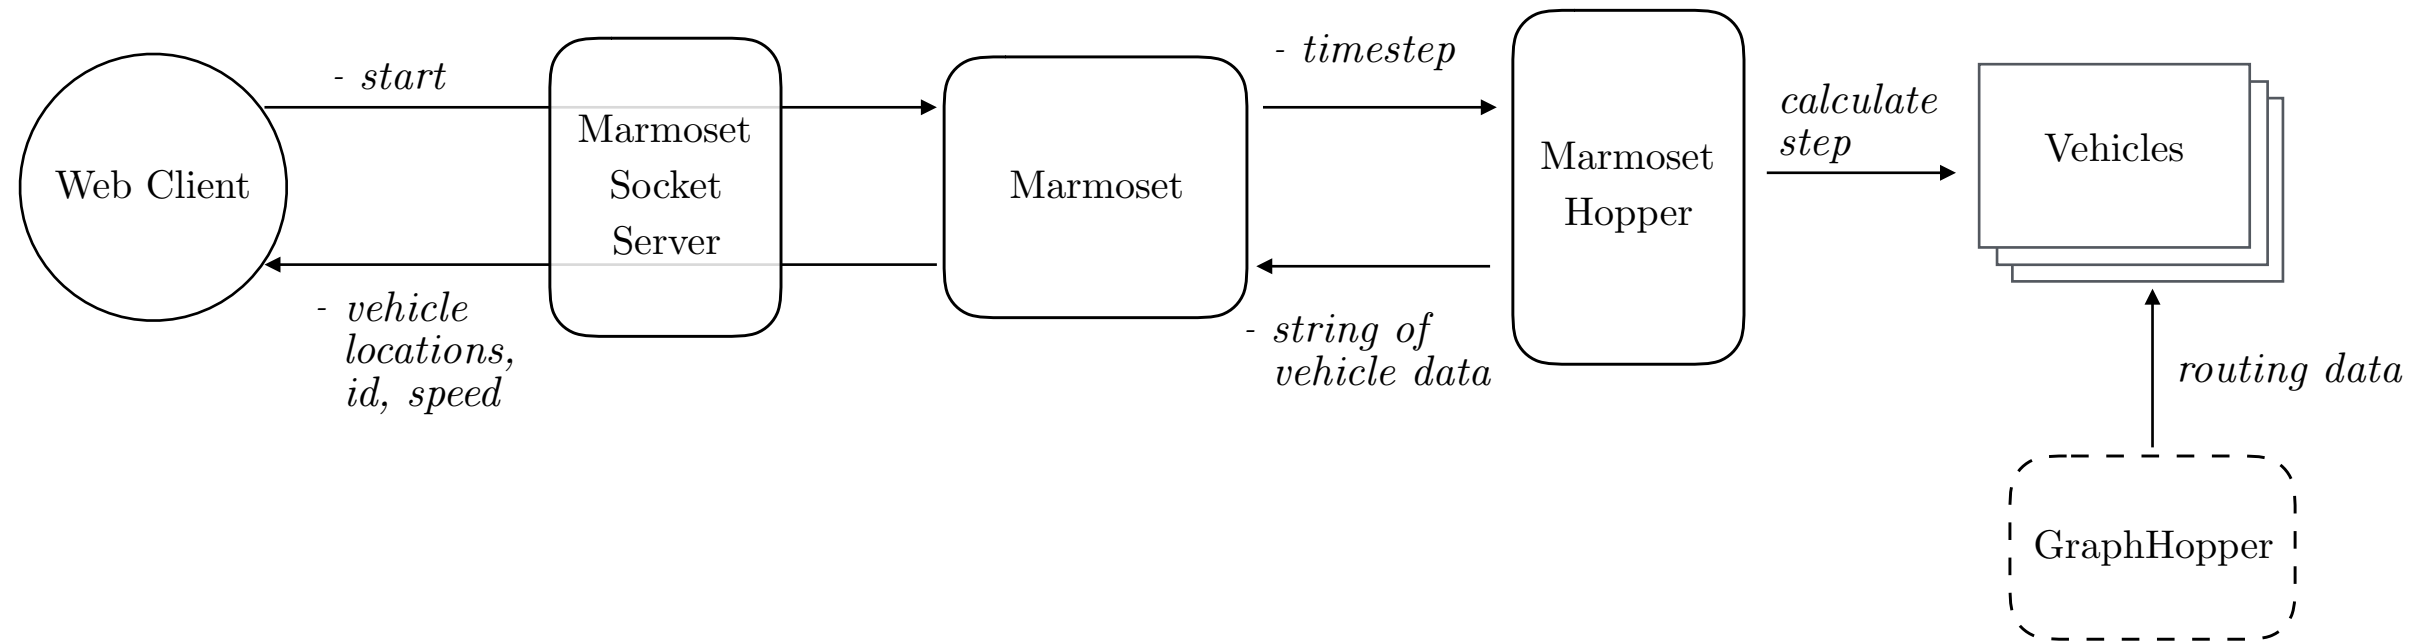 - start
Web Client
- vehicle
locations,
id, speed
Marmoset
Socket
Server
Marmoset
- timestep
- string of
vehicle data
Marmoset
Hopper
calculate
step
Vehicles
routing data
GraphHopper